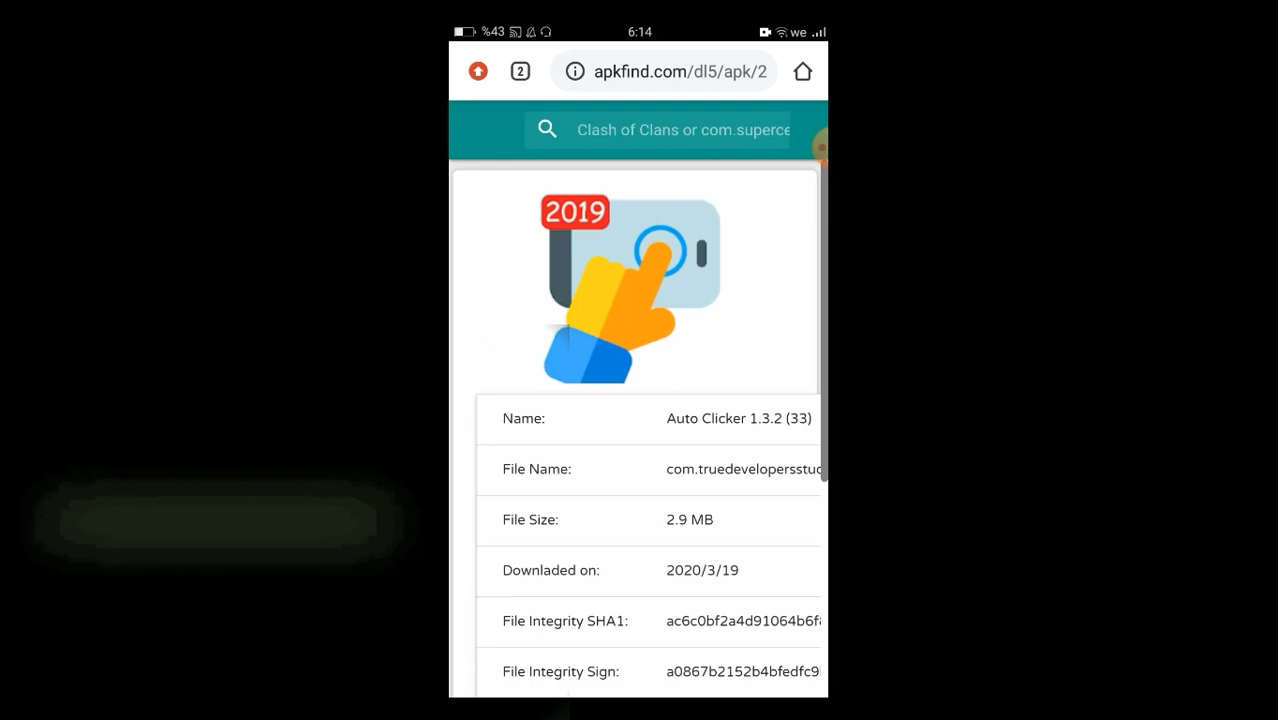 %43 6:14 we
2 apkfind.com/dl5/apk/2
Clash of Clans or com.superce
2019
Name: Auto Clicker 1.3.2 (33)
File Name: com.truedevelopersstud
File Size: 2.9 MB
Downladed on: 2020/3/19
File Integrity SHA1: ac6c0bf2a4d91064b6f8
File Integrity Sign: a0867b2152b4bfedfc9